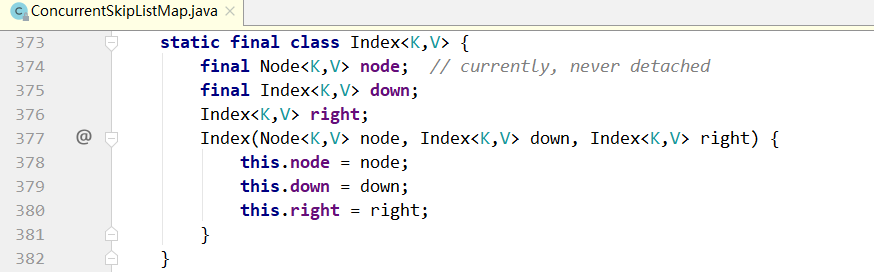 ConcurrentSkipListMap.java
373 static final class Index<K,V> {
374 final Node<K,V> node;  // currently, never detached
375 final Index<K,V> down;
376 Index<K,V> right;
377 @ Index(Node<K,V> node, Index<K,V> down, Index<K,V> right) {
378 this.node = node;
379 this.down = down;
380 this.right = right;
381 }
382 }